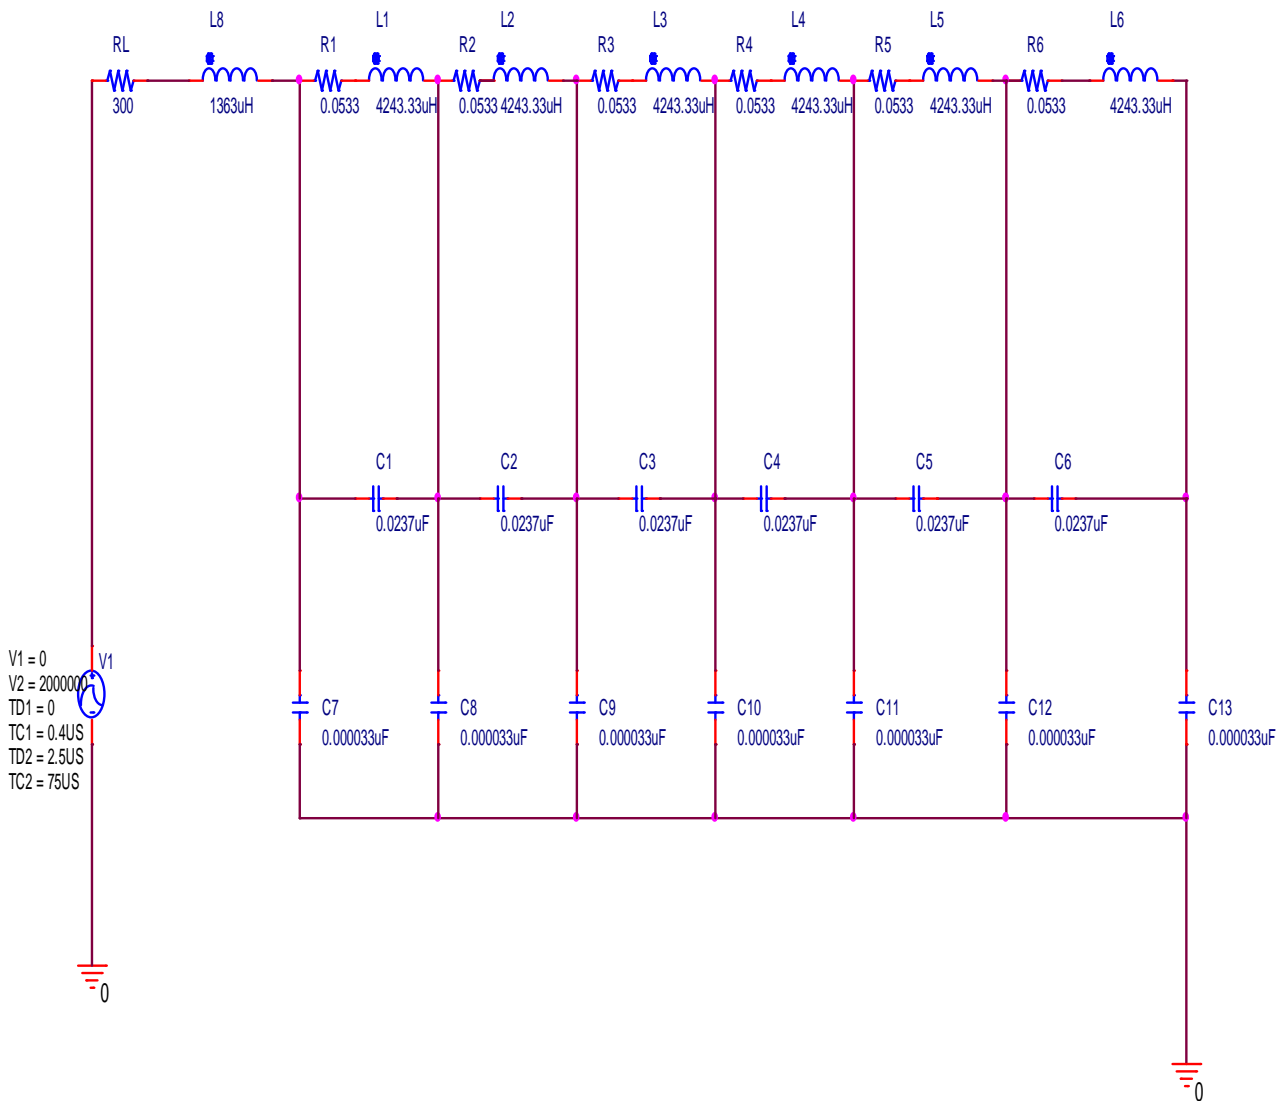 L8 L1 L2 L3 L4 L5 L6
RL R1 R2 R3 R4 R5 R6
300 1363uH 0.0533 4243.33uH 0.0533 4243.33uH 0.0533 4243.33uH 0.0533 4243.33uH 0.0533 4243.33uH 0.0533 4243.33uH
C1 C2 C3 C4 C5 C6
0.0237uF 0.0237uF 0.0237uF 0.0237uF 0.0237uF 0.0237uF
V1 = 0 V1
V2 = 2000000
TD1 = 0 C7 C8 C9 C10 C11 C12 C13
TC1 = 0.4US 0.000033uF 0.000033uF 0.000033uF 0.000033uF 0.000033uF 0.000033uF 0.000033uF
TD2 = 2.5US
TC2 = 75US
0
0